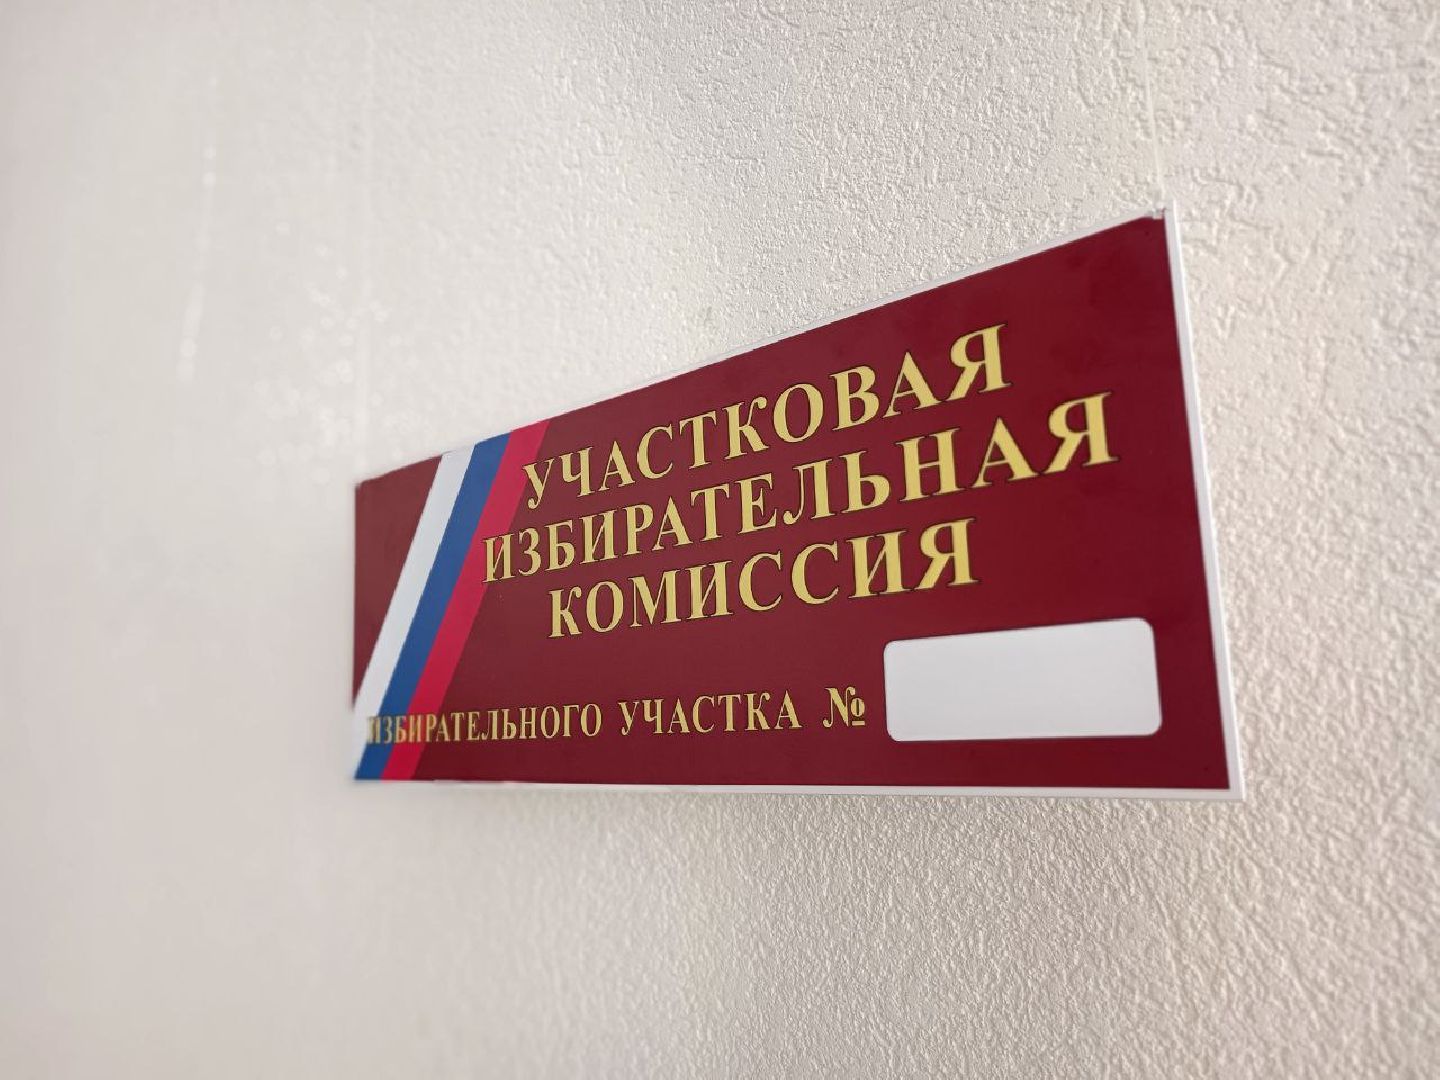 УЧАСТКОВАЯ
ИЗБИРАТЕЛЬНАЯ
КОМИССИЯ
ИЗБИРАТЕЛЬНОГО УЧАСТКА №